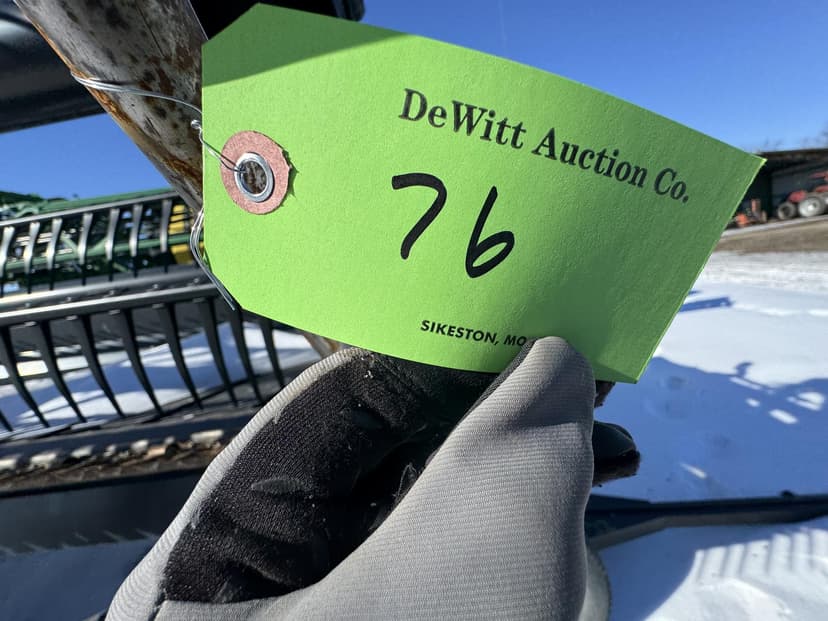 DeWitt Auction Co.
76
SIKESTON, MO